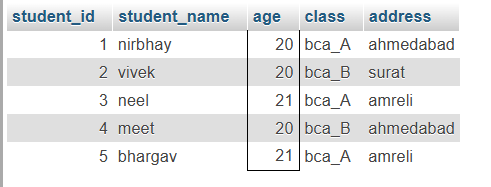 student_id student_name age class address
1 nirbhay 20 bca_A ahmedabad
2 vivek 20 bca_B surat
3 neel 21 bca_A amreli
4 meet 20 bca_B ahmedabad
5 bhargav 21 bca_A amreli